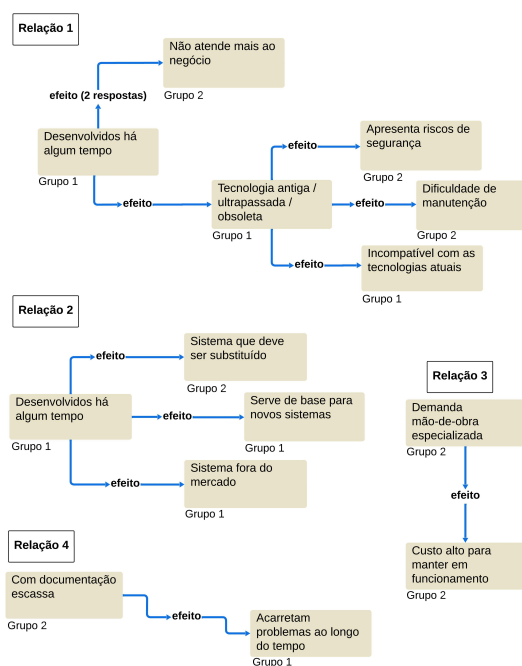 Relação 1
Não atende mais ao
negócio
efeito (2 respostas)
Grupo 2
Desenvolvidos há
algum tempo
Grupo 1
efeito
Tecnologia antiga /
ultrapassada /
obsoleta
Grupo 1
efeito
Apresenta riscos de
segurança
Grupo 2
efeito
Dificuldade de
manutenção
Grupo 2
efeito
Incompatível com as
tecnologias atuais
Grupo 1
Relação 2
efeito
Sistema que deve
ser substituído
Grupo 2
Desenvolvidos há
algum tempo
Grupo 1
efeito
Serve de base para
novos sistemas
Grupo 1
efeito
Sistema fora do
mercado
Grupo 1
Relação 3
Demanda
mão-de-obra
especializada
Grupo 2
efeito
Custo alto para
manter em
funcionamento
Grupo 2
Relação 4
Com documentação
escassa
Grupo 2
efeito
Acarretam
problemas ao longo
do tempo
Grupo 1